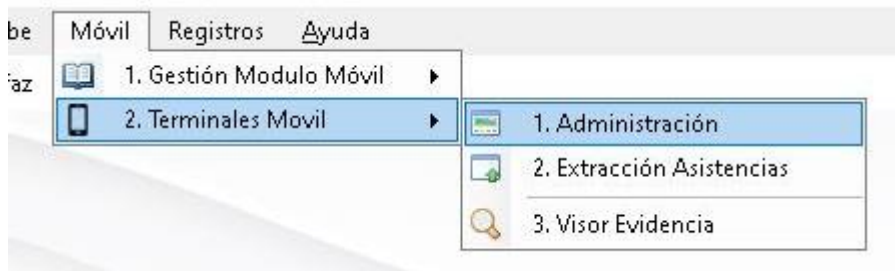 be Móvil Registros Ayuda
faz 1. Gestión Modulo Móvil
2. Terminales Movil 1. Administración
2. Extracción Asistencias
3. Visor Evidencia